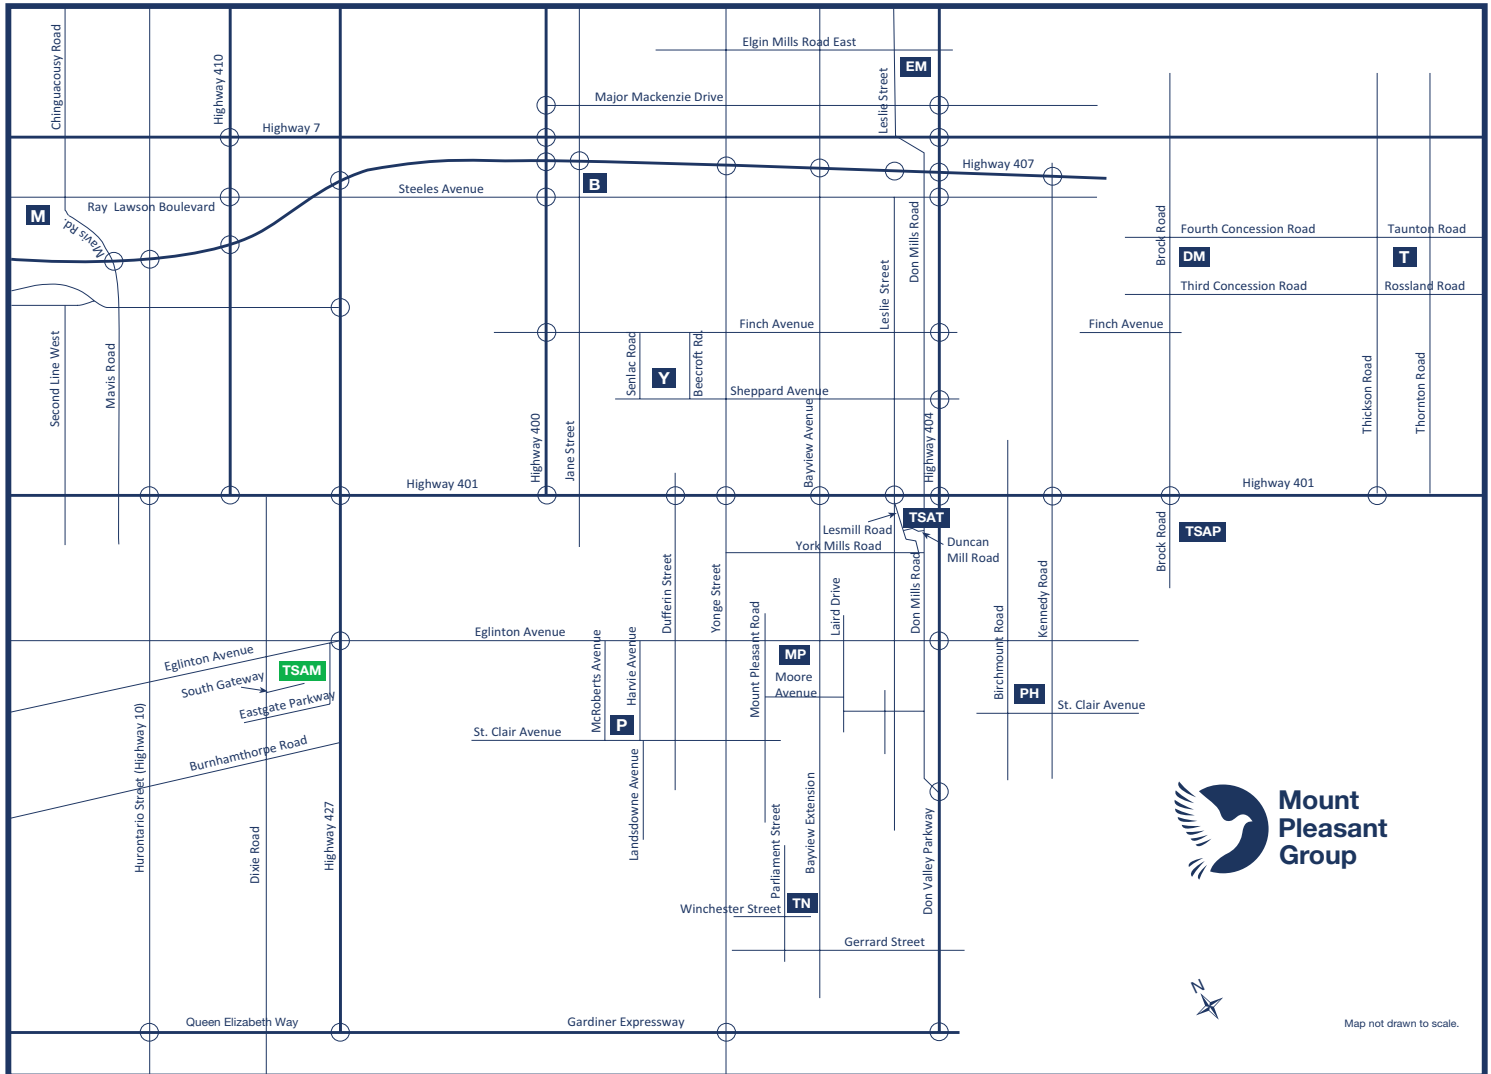 Elgin Mills Road East
EM
Chinguacousy Road
Highway 410
Leslie Street
Major Mackenzie Drive
Highway 7
Highway 407
Steeles Avenue
B
Ray Lawson Boulevard
M
Mavis Rd.
Don Mills Road
Brock Road
Fourth Concession Road
Taunton Road
DM
T
Third Concession Road
Rossland Road
Leslie Street
Finch Avenue
Finch Avenue
Second Line West
Mavis Road
Senlac Road
Y
Beecroft Rd.
Sheppard Avenue
Thickson Road
Thornton Road
Highway 400
Jane Street
Bayview Avenue
Highway 404
Highway 401
Highway 401
TSAT
Lesmill Road
York Mills Road
Duncan
Mill Road
Brock Road
TSAP
Dufferin Street
Yonge Street
Mount Pleasant Road
Laird Drive
Don Mills Road
Birchmount Road
Kennedy Road
Eglinton Avenue
Eglinton Avenue
TSAM
South Gateway
Eastgate Parkway
McRoberts Avenue
Harvie Avenue
MP
Moore
Avenue
PH
St. Clair Avenue
P
St. Clair Avenue
Burnhamthorpe Road
Hurontario Street (Highway 10)
Dixie Road
Highway 427
Landsdowne Avenue
Parliament Street
Bayview Extension
Don Valley Parkway
Mount
Pleasant
Group
TN
Winchester Street
Gerrard Street
N
Queen Elizabeth Way
Gardiner Expressway
Map not drawn to scale.